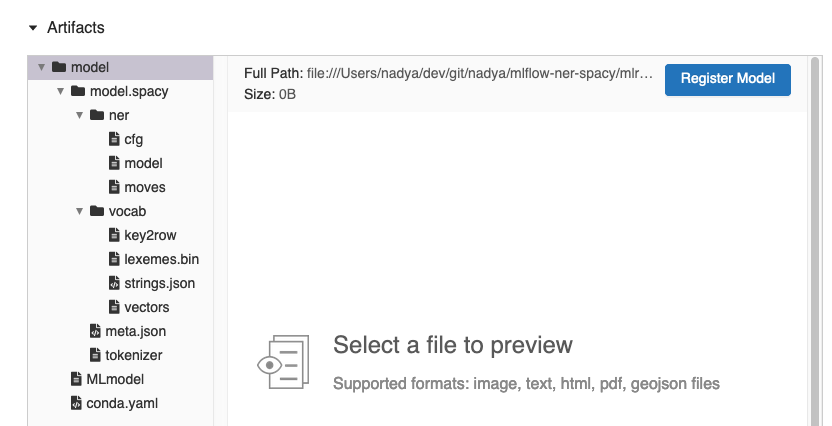 Artifacts
model
model.spacy
ner
cfg
model
moves
vocab
key2row
lexemes.bin
strings.json
vectors
meta.json
tokenizer
MLmodel
conda.yaml
Full Path: file:///Users/nadya/dev/git/nadya/mlflow-ner-spacy/mlr...
Size: 0B
Register Model
Select a file to preview
Supported formats: image, text, html, pdf, geojson files